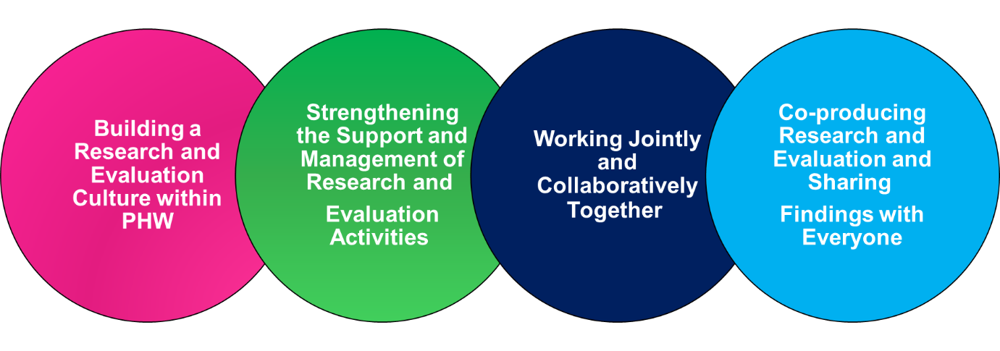 Building a
Research and
Evaluation
Culture within
PHW
Strengthening
the Support and
Management of
Research and
Evaluation
Activities
Working Jointly
and
Collaboratively
Together
Co-producing
Research and
Evaluation and
Sharing
Findings with
Everyone